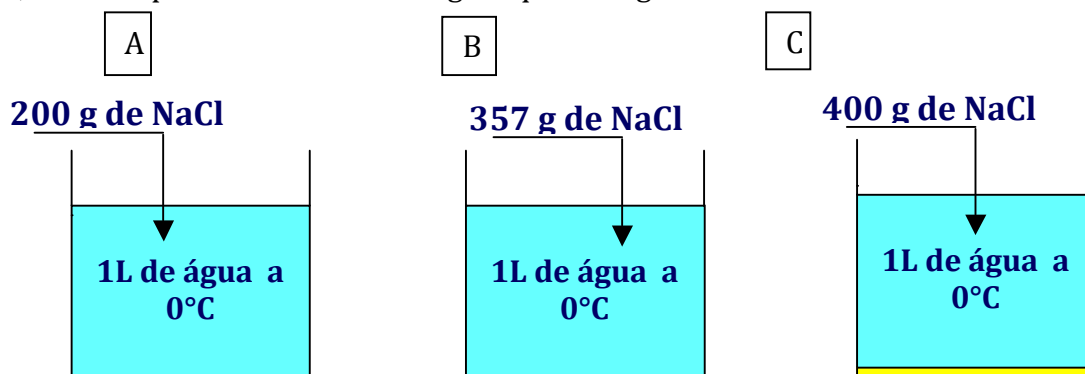 A
B
C
200 g de NaCl
357 g de NaCl
400 g de NaCl
1L de água a
0°C
1L de água a
0°C
1L de água a
0°C